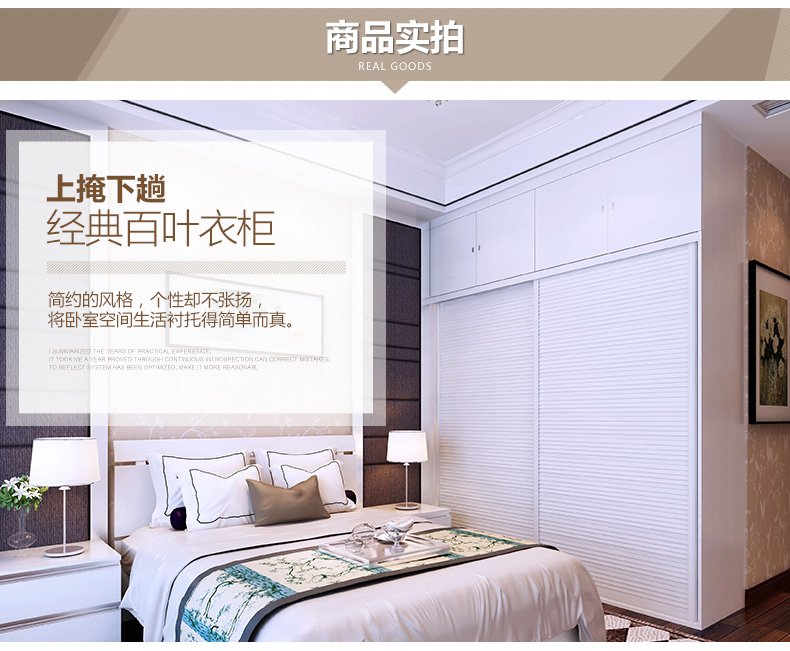 商品实拍
REAL GOODS
上掩下趟
经典百叶衣柜
简约的风格，个性却不张扬，
将卧室空间生活衬托得简单而真。
I SUMMARIZED THE YEARS OF PRACTICAL EXPERIENCE,
IT TOOK ME A YEAR PROVED THROUGH CONTINUOUS INTROSPECTION CAN CORRECT MISTAKES,
TO REFLECT SYSTEM HAS BEEN OPTIMIZED, MAKE IT MORE REASONABL